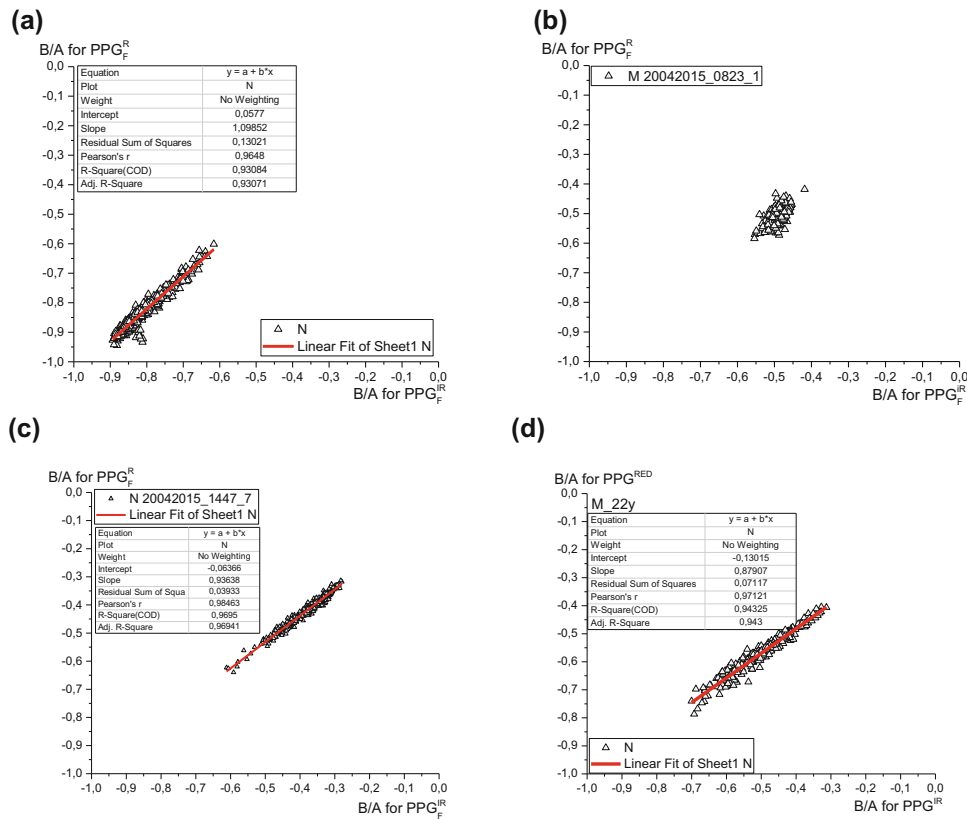 (a)
B/A for PPG_F^R
0,0
-0,1
-0,2
-0,3
-0,4
-0,5
-0,6
-0,7
-0,8
-0,9
-1,0
Equation y = a + b*x
Plot N
Weight No Weighting
Intercept 0,0577
Slope 1,09852
Residual Sum of Squares 0,13021
Pearson's r 0,9648
R-Square(COD) 0,93084
Adj. R-Square 0,93071
N
Linear Fit of Sheet1 N
-1,0 -0,9 -0,8 -0,7 -0,6 -0,5 -0,4 -0,3 -0,2 -0,1 0,0
B/A for PPG_F^IR
(b)
B/A for PPG_F^R
0,0
-0,1
-0,2
-0,3
-0,4
-0,5
-0,6
-0,7
-0,8
-0,9
-1,0
M 20042015_0823_1
-1,0 -0,9 -0,8 -0,7 -0,6 -0,5 -0,4 -0,3 -0,2 -0,1 0,0
B/A for PPG_F^IR
(c)
B/A for PPG_F^R
0,0
-0,1
-0,2
-0,3
-0,4
-0,5
-0,6
-0,7
-0,8
-0,9
-1,0
N 20042015_1447_7
Linear Fit of Sheet1 N
Equation y = a + b*x
Plot N
Weight No Weighting
Intercept -0,06366
Slope 0,93638
Residual Sum of Squa 0,03933
Pearson's r 0,98463
R-Square(COD) 0,9695
Adj. R-Square 0,96941
-1,0 -0,9 -0,8 -0,7 -0,6 -0,5 -0,4 -0,3 -0,2 -0,1 0,0
B/A for PPG_F^IR
(d)
B/A for PPG^RED
0,0
-0,1
-0,2
-0,3
-0,4
-0,5
-0,6
-0,7
-0,8
-0,9
-1,0
M_22y
Equation y = a + b*x
Plot N
Weight No Weighting
Intercept -0,13015
Slope 0,87907
Residual Sum of Squares 0,07117
Pearson's r 0,97121
R-Square(COD) 0,94325
Adj. R-Square 0,943
N
Linear Fit of Sheet1 N
-1,0 -0,9 -0,8 -0,7 -0,6 -0,5 -0,4 -0,3 -0,2 -0,1 0,0
B/A for PPG^IR